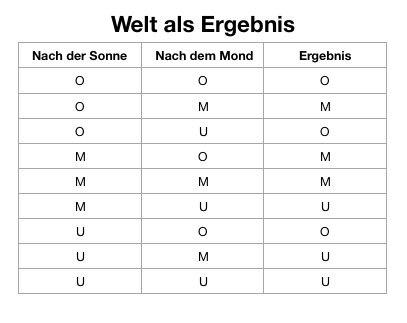 Welt als Ergebnis
Nach der Sonne Nach dem Mond Ergebnis
O O O
O M M
O U O
M O M
M M M
M U U
U O O
U M U
U U U